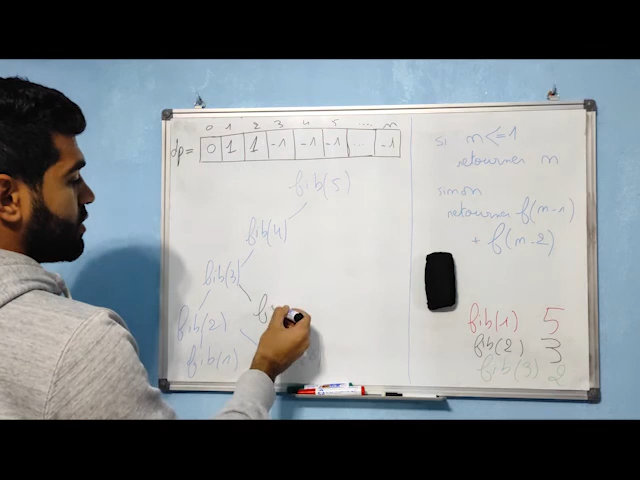 0 1 2 3 4 5 ... n
dp= 0 1 1 -1 -1 -1 ... -1
fib(5)
fib(4)
fib(3)
fib(2)
fib(1)
si n<=1
retourner n
sinon
retourner f(n-1)
+ f(n-2)
fib(1) 5
fib(2) 3
fib(3) 2